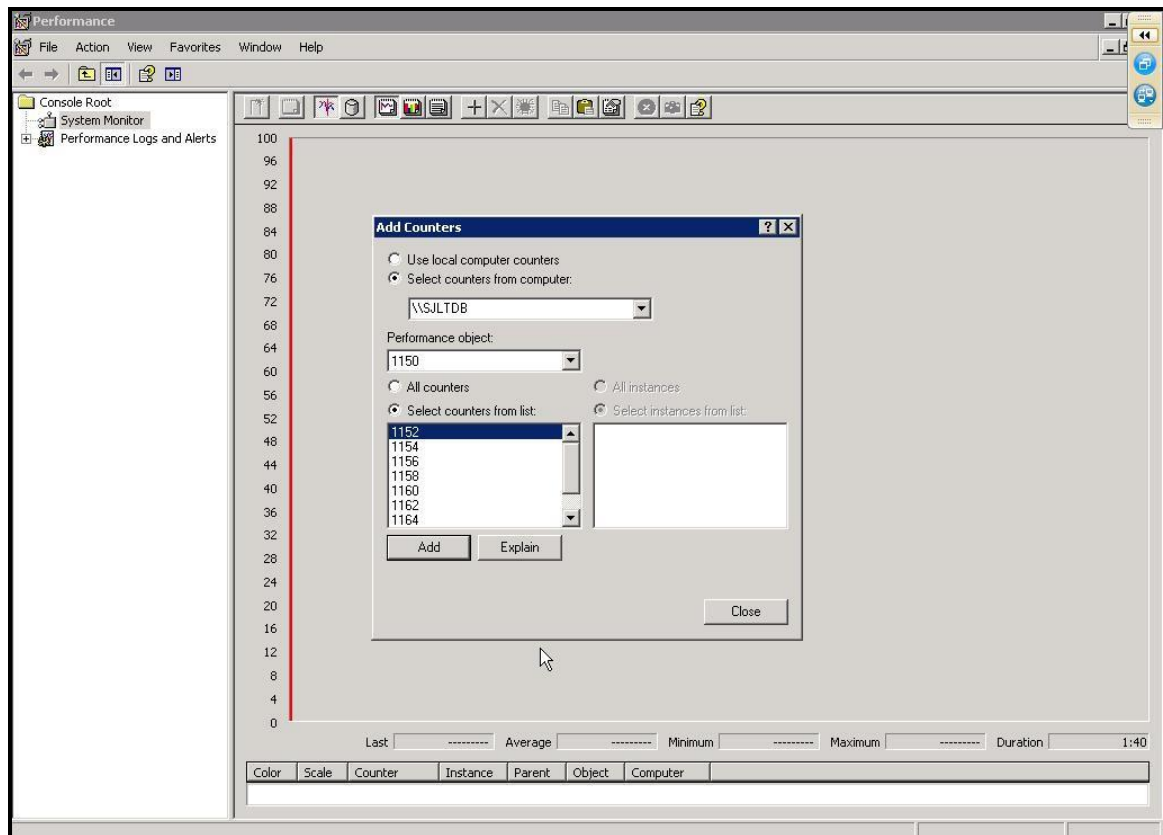 Performance
File Action View Favorites Window Help
Console Root
System Monitor
Performance Logs and Alerts
100
96
92
88
84
80
76
72
68
64
60
56
52
48
44
40
36
32
28
24
20
16
12
8
4
0
Add Counters
Use local computer counters
Select counters from computer:
\\SJLTDB
Performance object:
1150
All counters
All instances
Select counters from list:
Select instances from list:
1152
1154
1156
1158
1160
1162
1164
Add Explain
Close
Last --------- Average --------- Minimum --------- Maximum --------- Duration 1:40
Color Scale Counter Instance Parent Object Computer